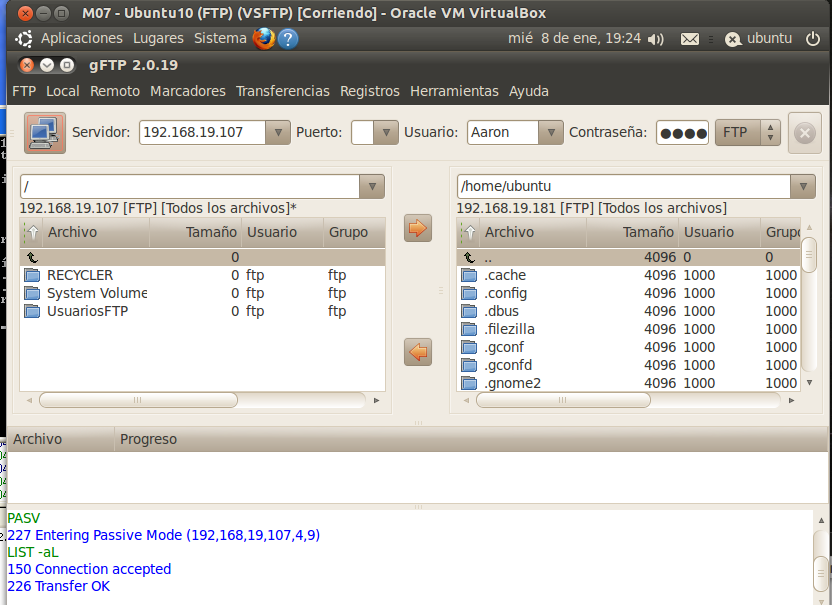 M07 - Ubuntu10 (FTP) (VSFTP) [Corriendo] - Oracle VM VirtualBox
Aplicaciones Lugares Sistema mié 8 de ene, 19:24 ubuntu
gFTP 2.0.19
FTP Local Remoto Marcadores Transferencias Registros Herramientas Ayuda
Servidor: 192.168.19.107 Puerto: Usuario: Aaron Contraseña: ●●●● FTP
/
192.168.19.107 [FTP] [Todos los archivos]*
Archivo Tamaño Usuario Grupo
0
RECYCLER 0 ftp ftp
System Volume 0 ftp ftp
UsuariosFTP 0 ftp ftp
/home/ubuntu
192.168.19.181 [FTP] [Todos los archivos]
Archivo Tamaño Usuario Grupo
.. 4096 0 0
.cache 4096 1000 1000
.config 4096 1000 1000
.dbus 4096 1000 1000
.filezilla 4096 1000 1000
.gconf 4096 1000 1000
.gconfd 4096 1000 1000
.gnome2 4096 1000 1000
Archivo Progreso
PASV
227 Entering Passive Mode (192,168,19,107,4,9)
LIST -aL
150 Connection accepted
226 Transfer OK